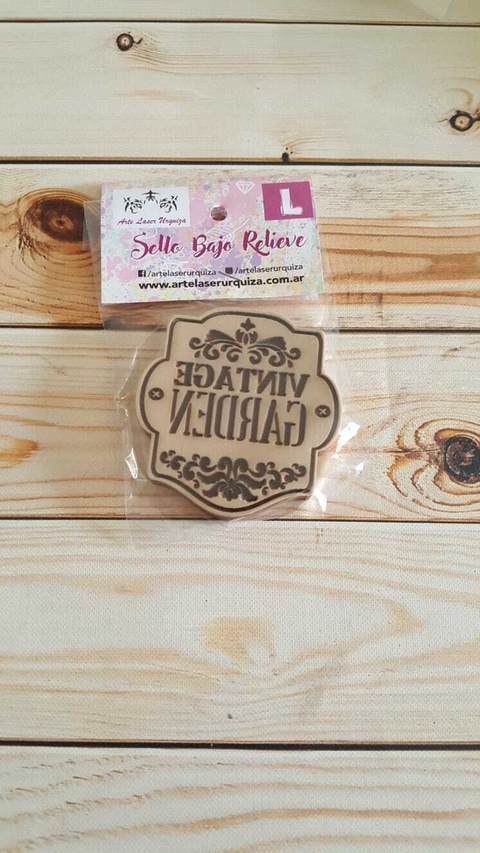 Arte Laser Urquiza
L
Sello Bajo Relieve
/artelaserurquiza /artelaserurquiza
www.artelaserurquiza.com.ar
VINTAGE
GARDEN